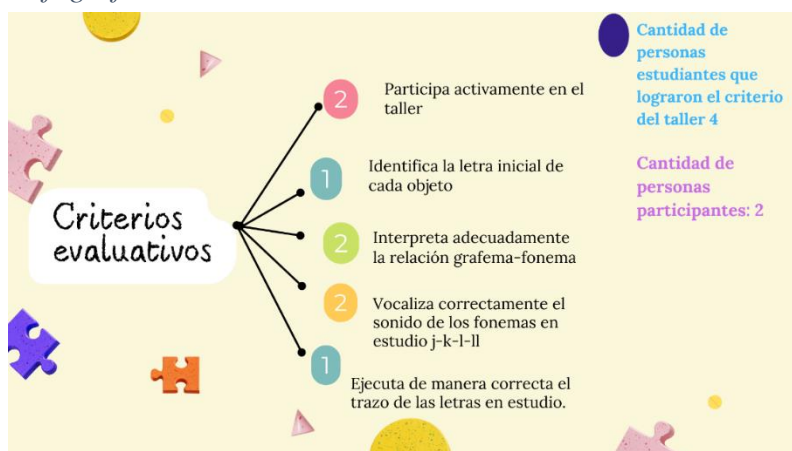 Cantidad de
personas
estudiantes que
lograron el criterio
del taller 4
Cantidad de
personas
participantes: 2
Criterios
evaluativos
2
Participa activamente en el
taller
1
Identifica la letra inicial de
cada objeto
2
Interpreta adecuadamente
la relación grafema-fonema
2
Vocaliza correctamente el
sonido de los fonemas en
estudio j-k-l-ll
1
Ejecuta de manera correcta el
trazo de las letras en estudio.